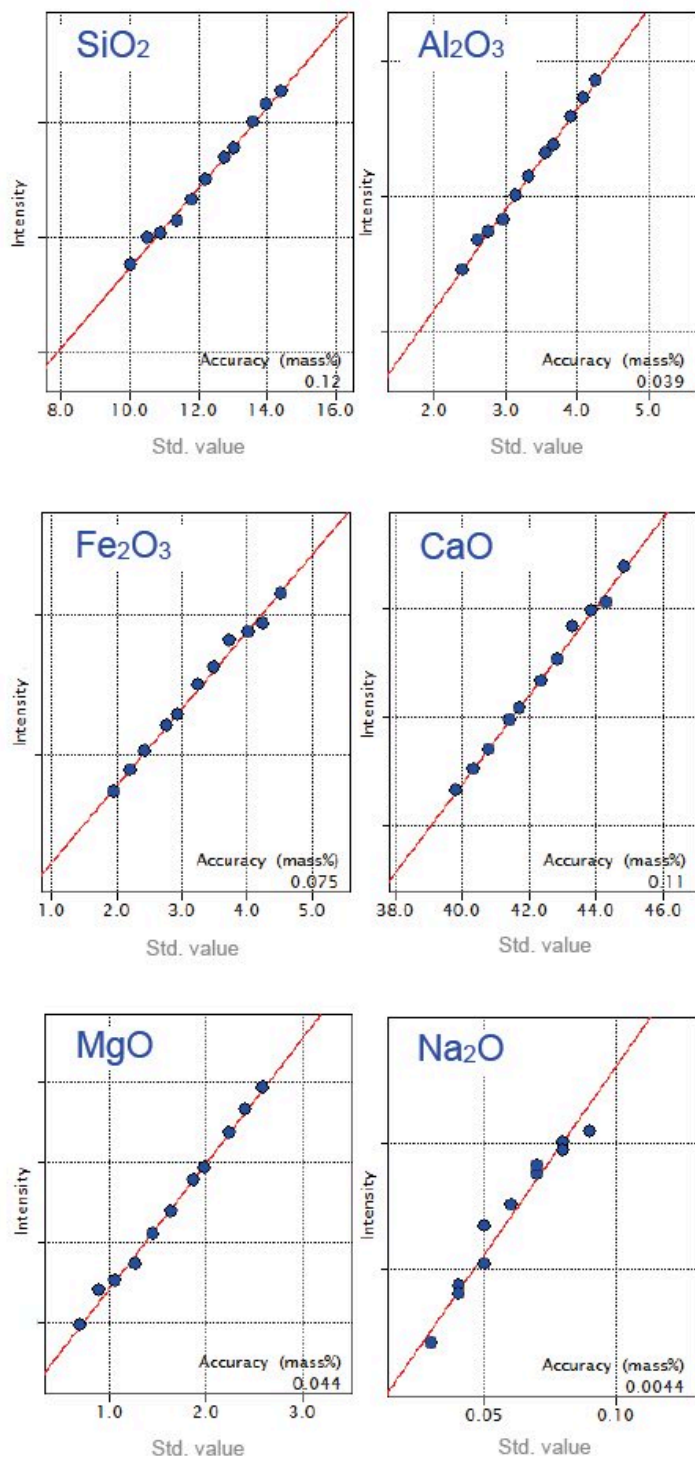 SiO₂
Intensity
Accuracy (mass%)
0.12
8.0 10.0 12.0 14.0 16.0
Std. value
Al₂O₃
Intensity
Accuracy (mass%)
0.039
2.0 3.0 4.0 5.0
Std. value
Fe₂O₃
Intensity
Accuracy (mass%)
0.075
1.0 2.0 3.0 4.0 5.0
Std. value
CaO
Intensity
Accuracy (mass%)
0.11
38.0 40.0 42.0 44.0 46.0
Std. value
MgO
Intensity
Accuracy (mass%)
0.044
1.0 2.0 3.0
Std. value
Na₂O
Intensity
Accuracy (mass%)
0.0044
0.05 0.10
Std. value